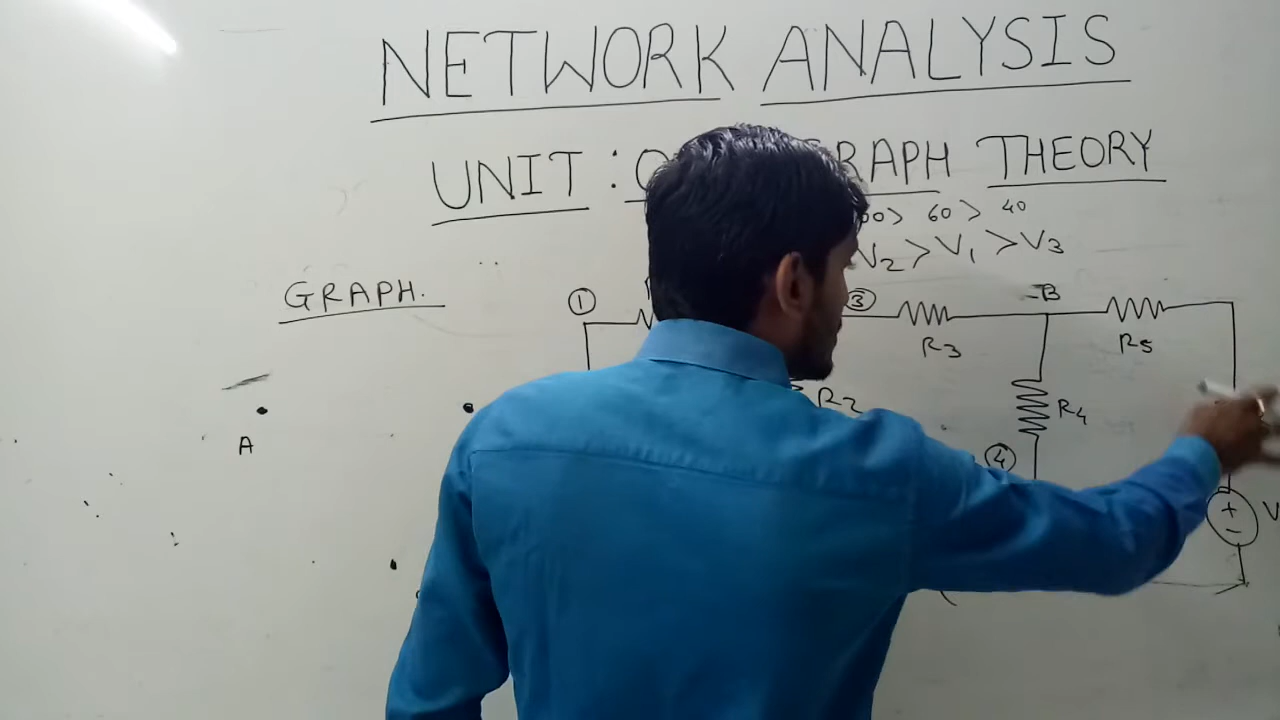 NETWORK ANALYSIS
UNIT : GRAPH THEORY
60 > 40
V2 > V1 > V3
GRAPH.
①
③
B
R3
R5
R2
R4
A
④
+
-
V